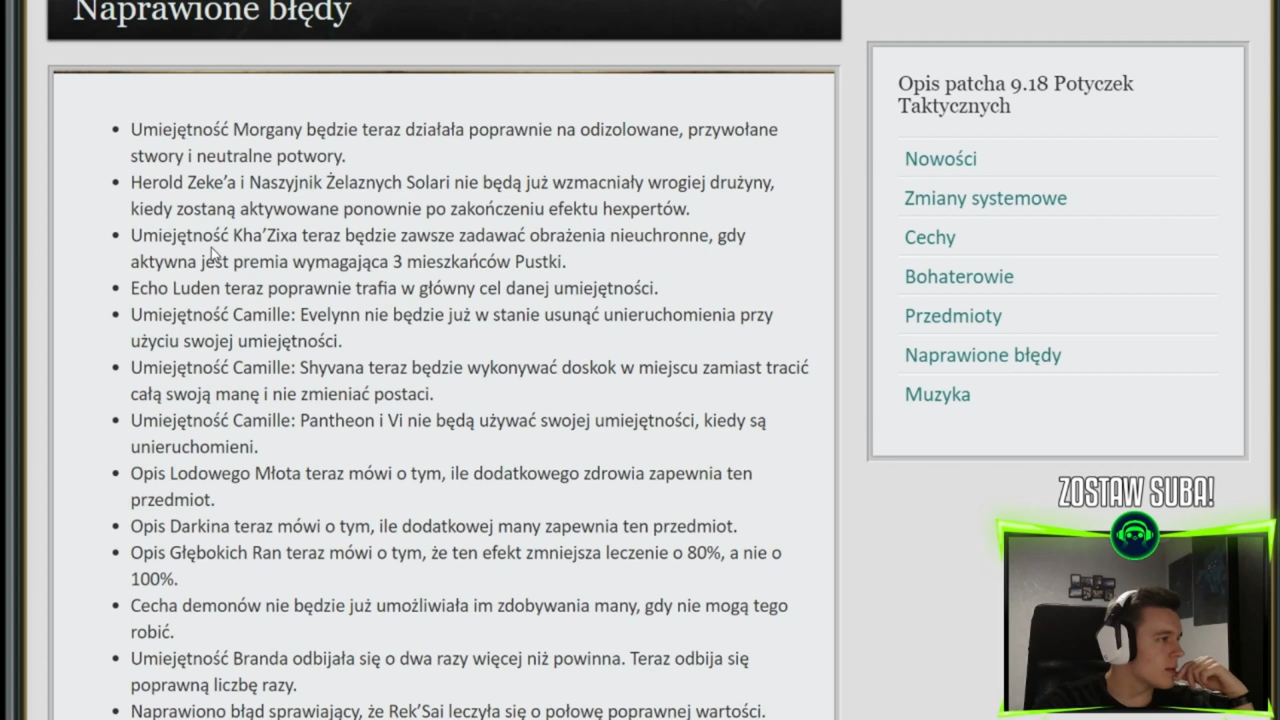 Naprawione błędy
Umiejętność Morgany będzie teraz działała poprawnie na odizolowane, przywołane
stwory i neutralne potwory.
Herold Zeke’a i Naszyjnik Żelaznych Solari nie będą już wzmacniały wrogiej drużyny,
kiedy zostaną aktywowane ponownie po zakończeniu efektu hexpertów.
Umiejętność Kha’Zixa teraz będzie zawsze zadawać obrażenia nieuchronne, gdy
aktywna jest premia wymagająca 3 mieszkańców Pustki.
Echo Luden teraz poprawnie trafia w główny cel danej umiejętności.
Umiejętność Camille: Evelynn nie będzie już w stanie usunąć unieruchomienia przy
użyciu swojej umiejętności.
Umiejętność Camille: Shyvana teraz będzie wykonywać doskok w miejscu zamiast tracić
całą swoją manę i nie zmieniać postaci.
Umiejętność Camille: Pantheon i Vi nie będą używać swojej umiejętności, kiedy są
unieruchomieni.
Opis Lodowego Młota teraz mówi o tym, ile dodatkowego zdrowia zapewnia ten
przedmiot.
Opis Darkina teraz mówi o tym, ile dodatkowej many zapewnia ten przedmiot.
Opis Głębokich Ran teraz mówi o tym, że ten efekt zmniejsza leczenie o 80%, a nie o
100%.
Cecha demonów nie będzie już umożliwiała im zdobywania many, gdy nie mogą tego
robić.
Umiejętność Branda odbijała się o dwa razy więcej niż powinna. Teraz odbija się
poprawną liczbę razy.
Naprawiono błąd sprawiający, że Rek’Sai leczyła się o połowę poprawnej wartości.
Opis patcha 9.18 Potyczek
Taktycznych
Nowości
Zmiany systemowe
Cechy
Bohaterowie
Przedmioty
Naprawione błędy
Muzyka
ZOSTAW SUBA!